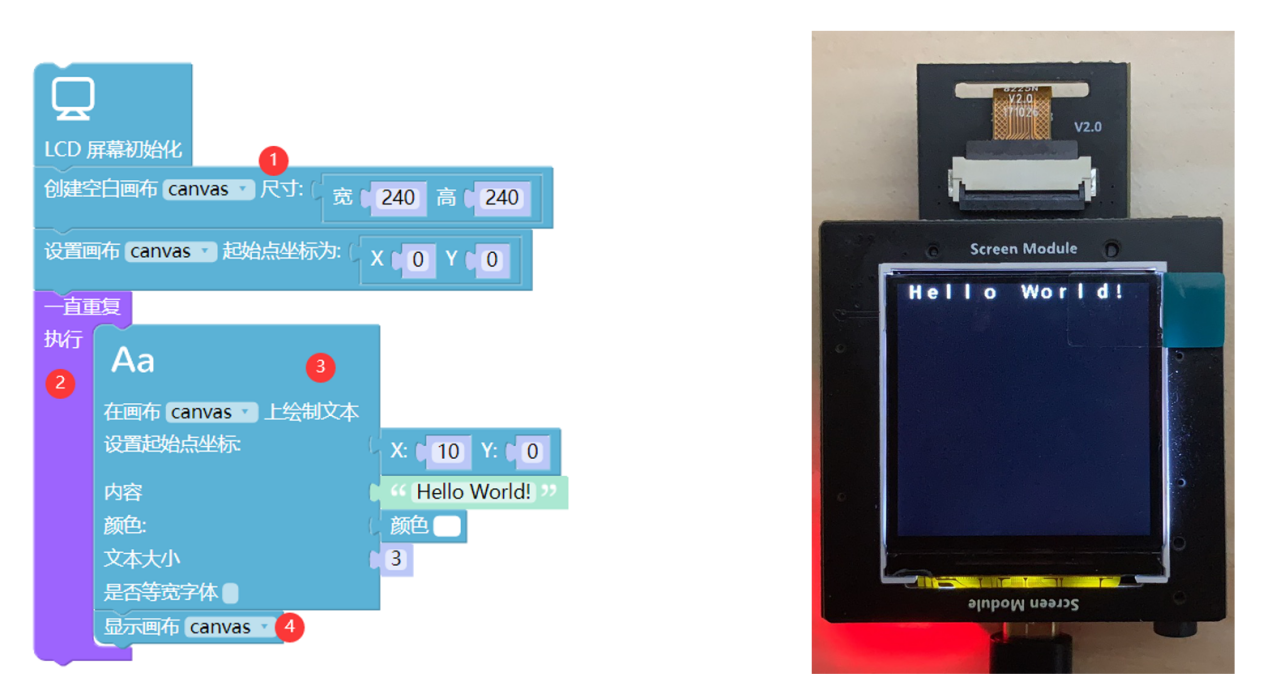 LCD 屏幕初始化
1
创建空白画布 canvas 尺寸: 宽 240 高 240
设置画布 canvas 起始点坐标为: X 0 Y 0
一直重复
执行
2
Aa
3
在画布 canvas 上绘制文本
设置起始点坐标: X: 10 Y: 0
内容 “ Hello World! ”
颜色: 颜色
文本大小 3
是否等宽字体
显示画布 canvas 4
8225N
V2.0
171026
V2.0
Screen Module
Hello World!
Screen Module